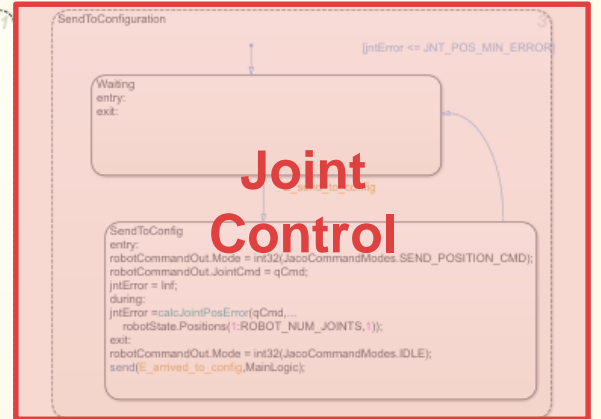 1
SendToConfiguration
3
[jntError <= JNT_POS_MIN_ERROR]
Waiting
entry:
exit:
Joint
Control
SendToConfig
entry:
robotCommandOut.Mode = int32(JacoCommandModes.SEND_POSITION_CMD);
robotCommandOut.JointCmd = qCmd;
jntError = Inf;
during:
jntError =calcJointPosError(qCmd,...
robotState.Positions(1:ROBOT_NUM_JOINTS,1));
exit:
robotCommandOut.Mode = int32(JacoCommandModes.IDLE);
send(E_arrived_to_config,MainLogic);